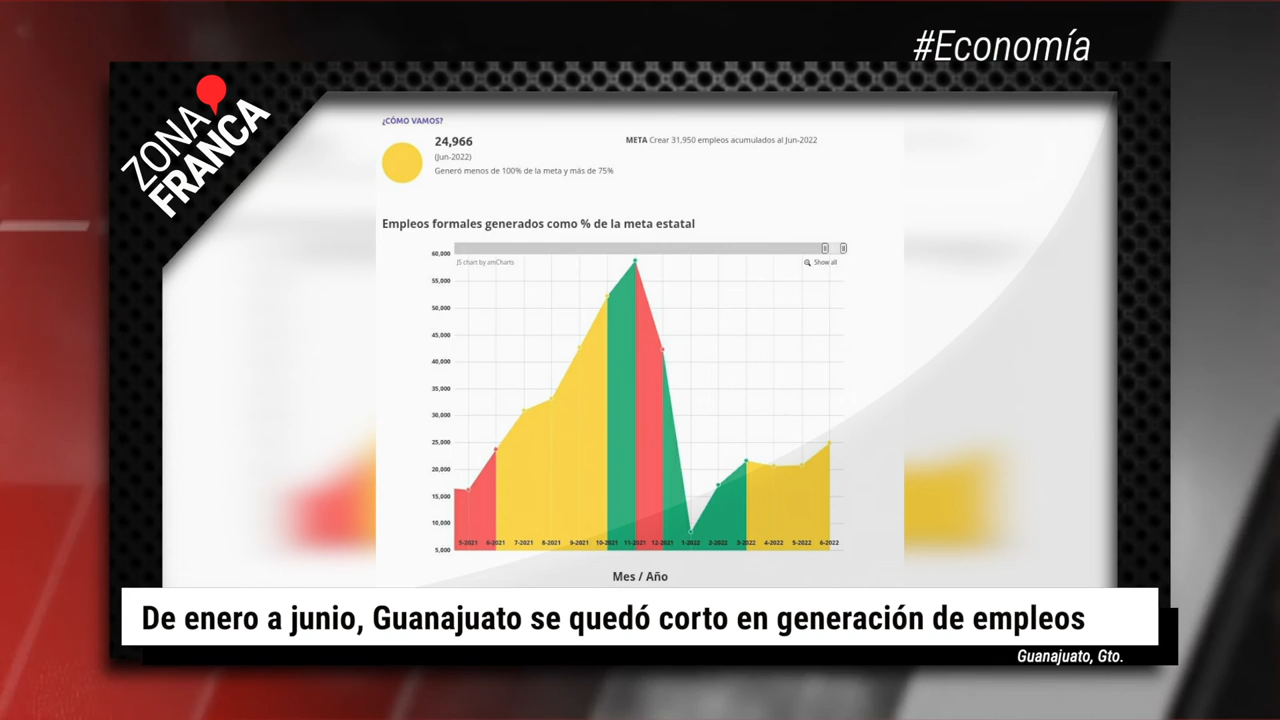 #Economía
ZONA
FRANCA
¿CÓMO VAMOS?
24,966
(Jun-2022)
Generó menos de 100% de la meta y más de 75%
META Crear 31,950 empleos acumulados al Jun-2022
Empleos formales generados como % de la meta estatal
JS chart by amCharts
Show all
60,000
55,000
50,000
45,000
40,000
35,000
30,000
25,000
20,000
15,000
10,000
5,000
5-2021 6-2021 7-2021 8-2021 9-2021 10-2021 11-2021 12-2021 1-2022 2-2022 3-2022 4-2022 5-2022 6-2022
Mes / Año
De enero a junio, Guanajuato se quedó corto en generación de empleos
Guanajuato, Gto.